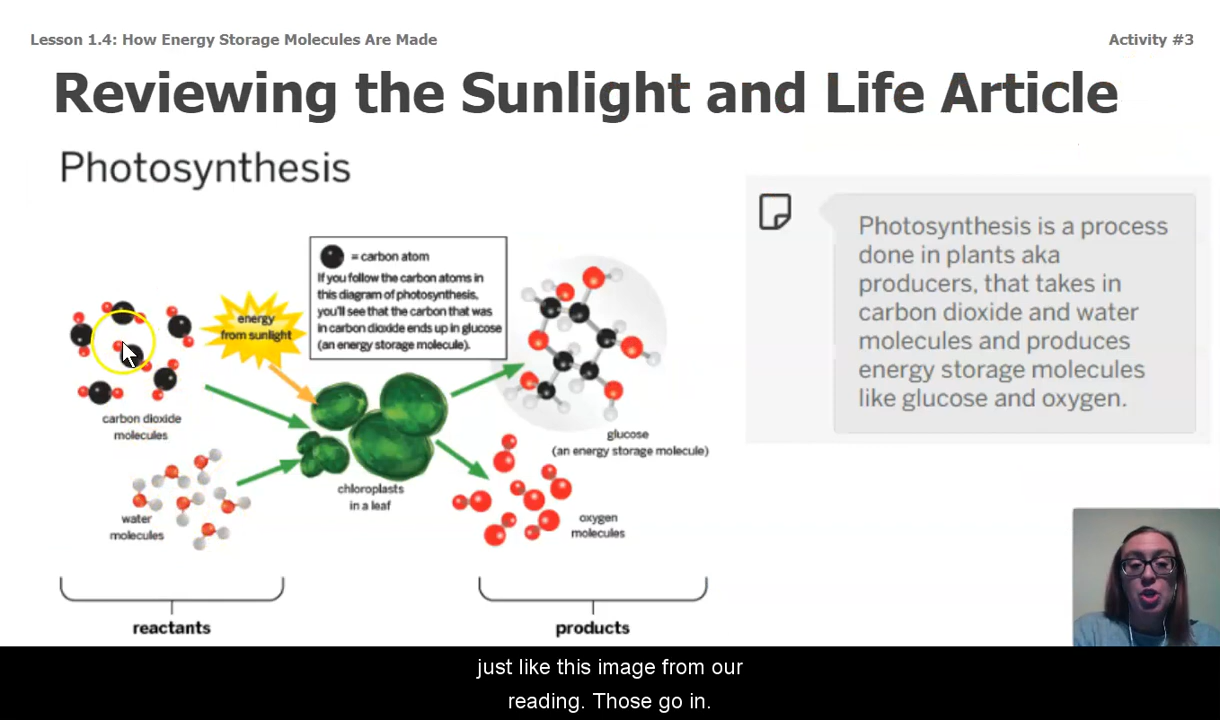 Lesson 1.4: How Energy Storage Molecules Are Made
Activity #3
Reviewing the Sunlight and Life Article
Photosynthesis
= carbon atom
If you follow the carbon atoms in
this diagram of photosynthesis,
you'll see that the carbon that was
in carbon dioxide ends up in glucose
(an energy storage molecule).
energy
from sunlight
carbon dioxide
molecules
water
molecules
chloroplasts
in a leaf
glucose
(an energy storage molecule)
oxygen
molecules
reactants
products
Photosynthesis is a process
done in plants aka
producers, that takes in
carbon dioxide and water
molecules and produces
energy storage molecules
like glucose and oxygen.
just like this image from our
reading. Those go in.